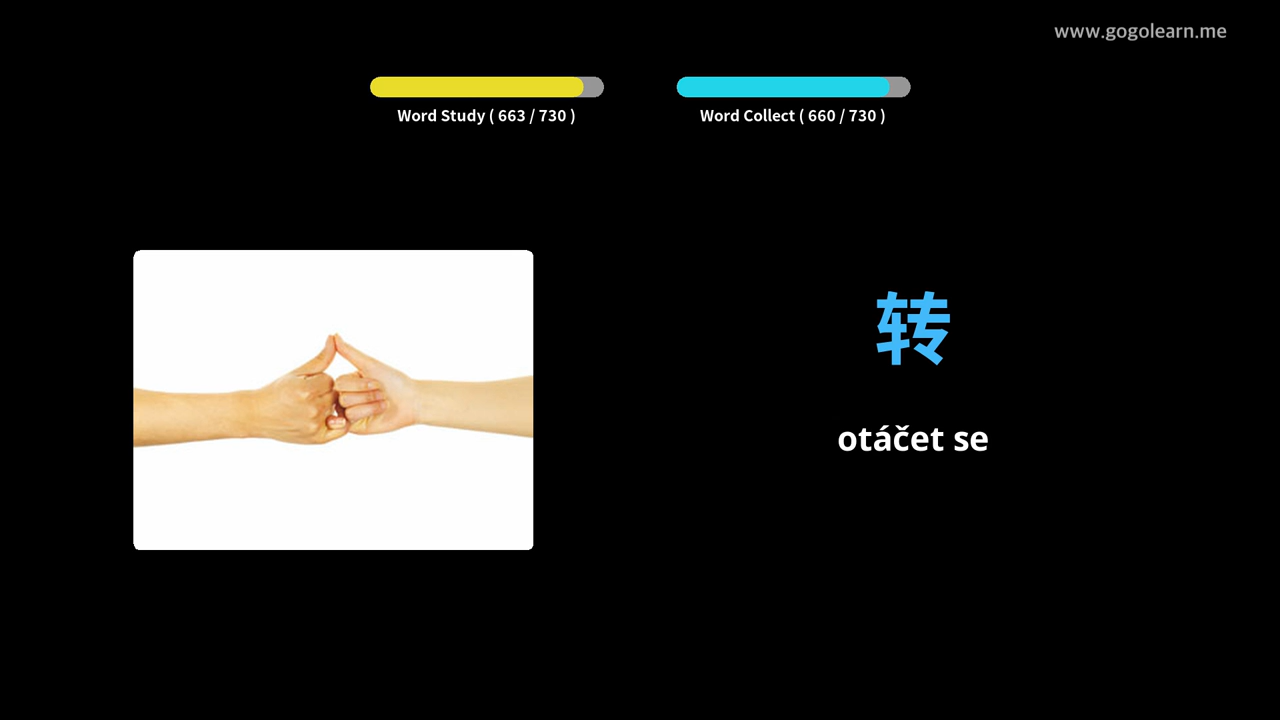 www.gogolearn.me
Word Study ( 663 / 730 )
Word Collect ( 660 / 730 )
转
otáčet se